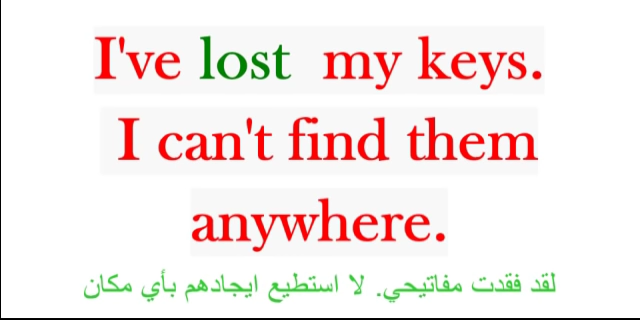 I've lost my keys.
I can't find them
anywhere.
لقد فقدت مفاتيحي. لا استطيع ايجادهم بأي مكان